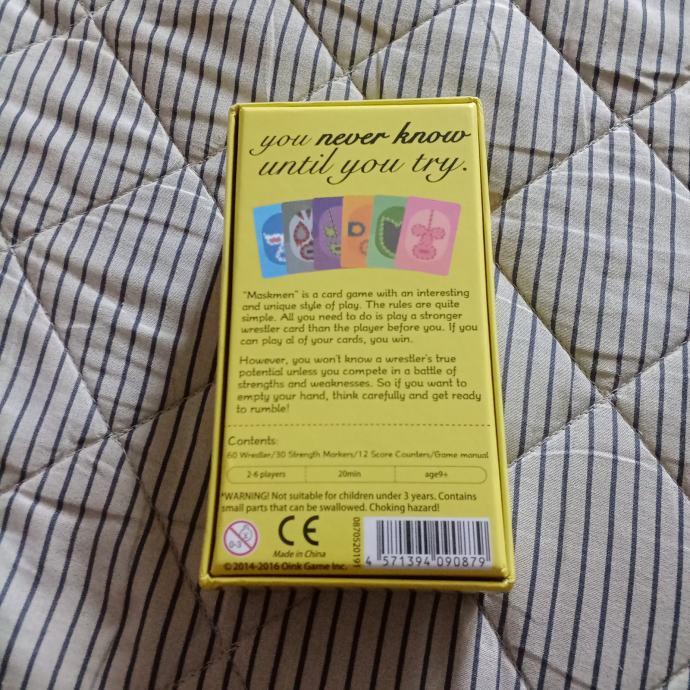 you never know
until you try.
D
"Maskmen" is a card game with an interesting
and unique style of play. The rules are quite
simple. All you need to do is play a stronger
wrestler card than the player before you. If you
can play al of your cards, you win.
However, you won't know a wrestler's true
potential unless you compete in a battle of
strengths and weaknesses. So if you want to
empty your hand, think carefully and get ready
to rumble!
Contents:
60 Wrestler/30 Strength Markers/12 Score Counters/Game manual
2-6 players 20min age9+
*WARNING! Not suitable for children under 3 years. Contains
small parts that can be swallowed. Choking hazard!
0-3
CE
Made in China
© 2014-2016 Oink Game Inc.
0870520191
4 571394 090879